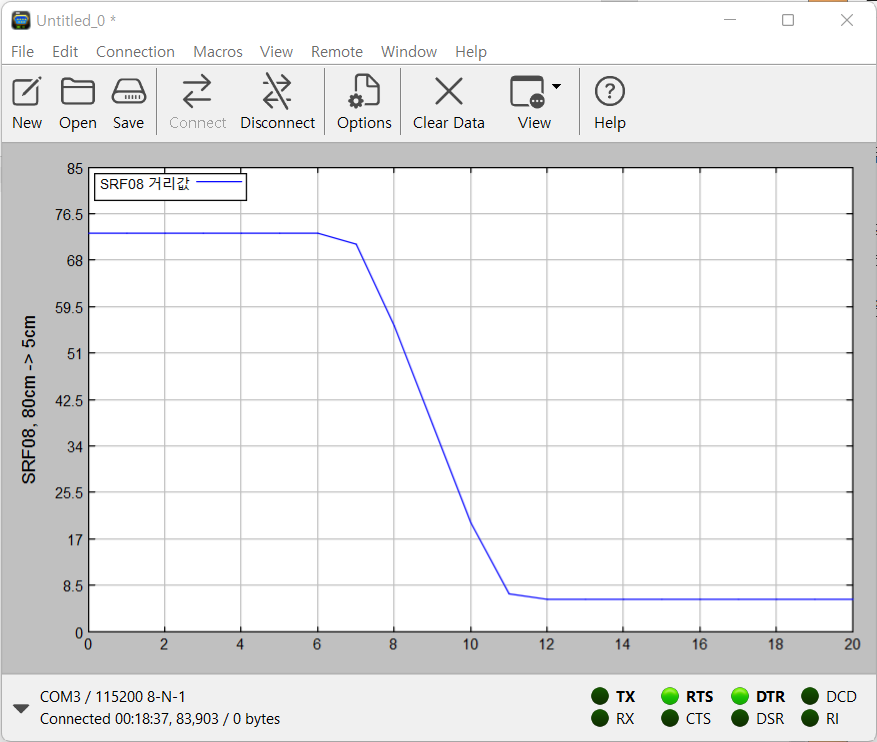 Untitled_0 *
File Edit Connection Macros View Remote Window Help
New Open Save Connect Disconnect Options Clear Data View Help
SRF08 거리값
85
76.5
68
59.5
51
42.5
34
25.5
17
8.5
0
SRF08, 80cm -> 5cm
0 2 4 6 8 10 12 14 16 18 20
COM3 / 115200 8-N-1
Connected 00:18:37, 83,903 / 0 bytes
TX RTS DTR DCD
RX CTS DSR RI